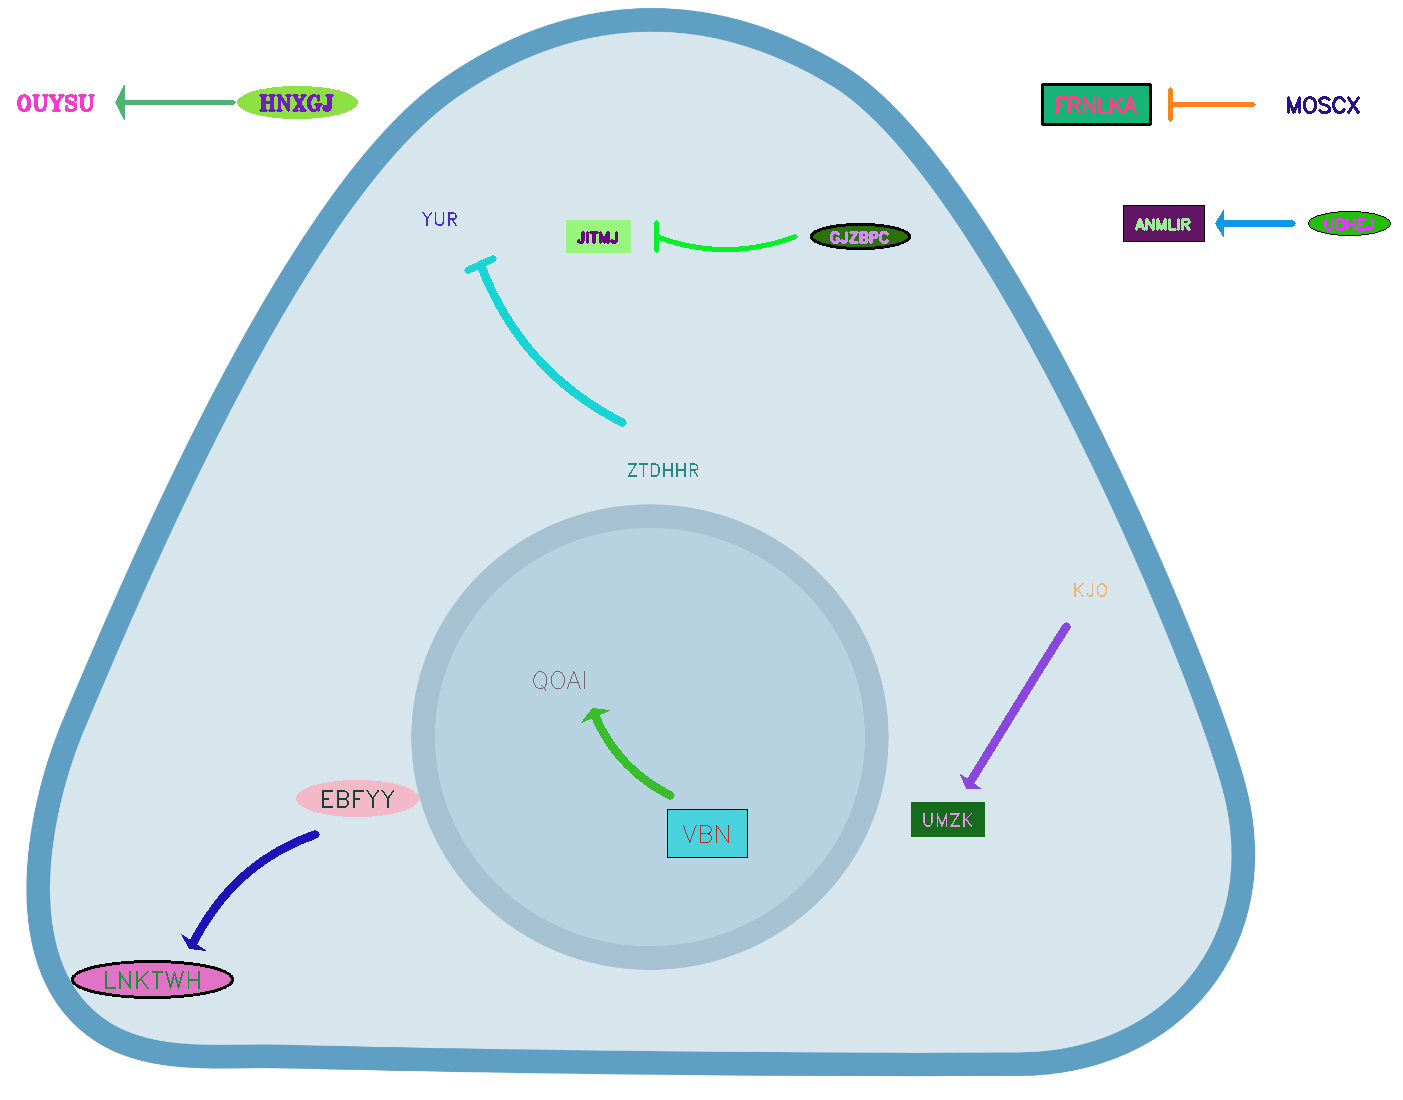 OUYSU
HNXGJ
FRNLKA
MOSCX
YUR
JITMJ
GJZBPC
ANMLIR
UQHEJ
ZTDHHR
KJO
QOAI
EBFYY
UMZK
VBN
LNKTWH